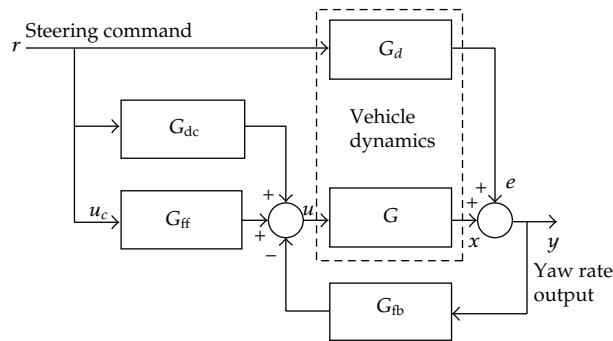 Steering command
r
G_d
Vehicle
dynamics
G_dc
e
+
+
+
u_c
G_ff
+
u
G
+
x
y
−
G_fb
Yaw rate
output